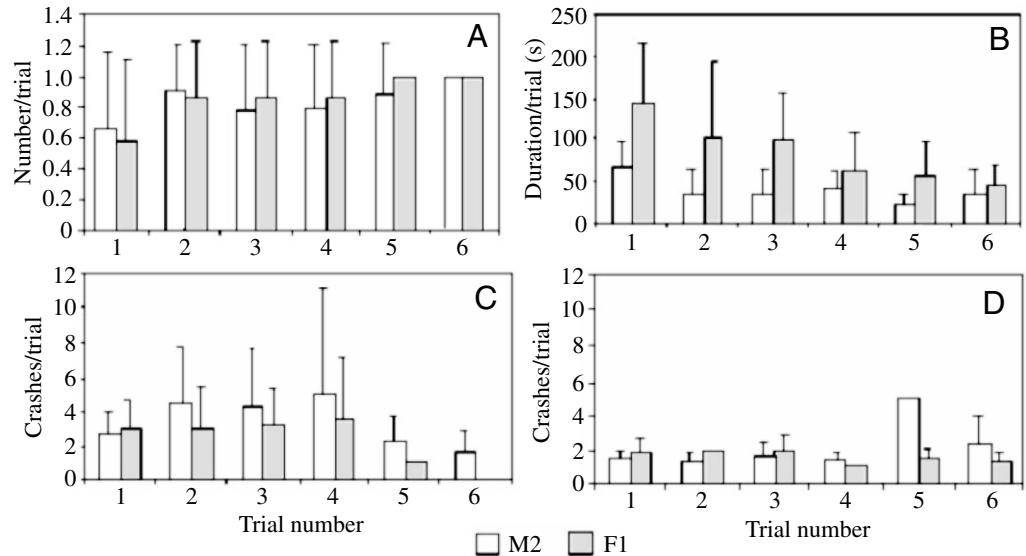 A
Number/trial
1.4
1.2
1.0
0.8
0.6
0.4
0.2
0
1 2 3 4 5 6
B
Duration/trial (s)
250
200
150
100
50
0
1 2 3 4 5 6
C
Crashes/trial
12
10
8
6
4
2
0
1 2 3 4 5 6
Trial number
D
Crashes/trial
12
10
8
6
4
2
0
1 2 3 4 5 6
Trial number
M2 F1